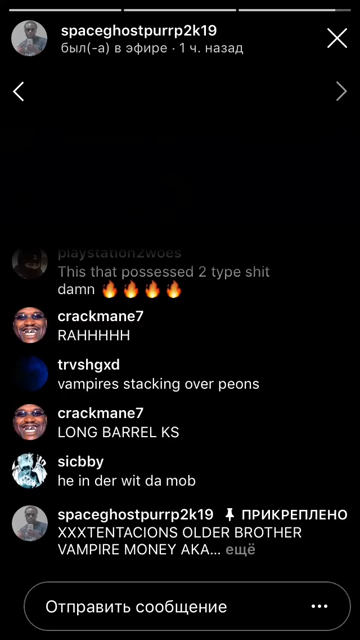 spaceghostpurrp2k19
был(-а) в эфире · 1 ч. назад
playstation2woes
This that possessed 2 type shit
damn 🔥🔥🔥🔥
crackmane7
RAHHHHH
trvshgxd
vampires stacking over peons
crackmane7
LONG BARREL KS
sicbby
he in der wit da mob
spaceghostpurrp2k19 📌 ПРИКРЕПЛЕНО
XXXTENTACIONS OLDER BROTHER
VAMPIRE MONEY AKA... ещё
Отправить сообщение